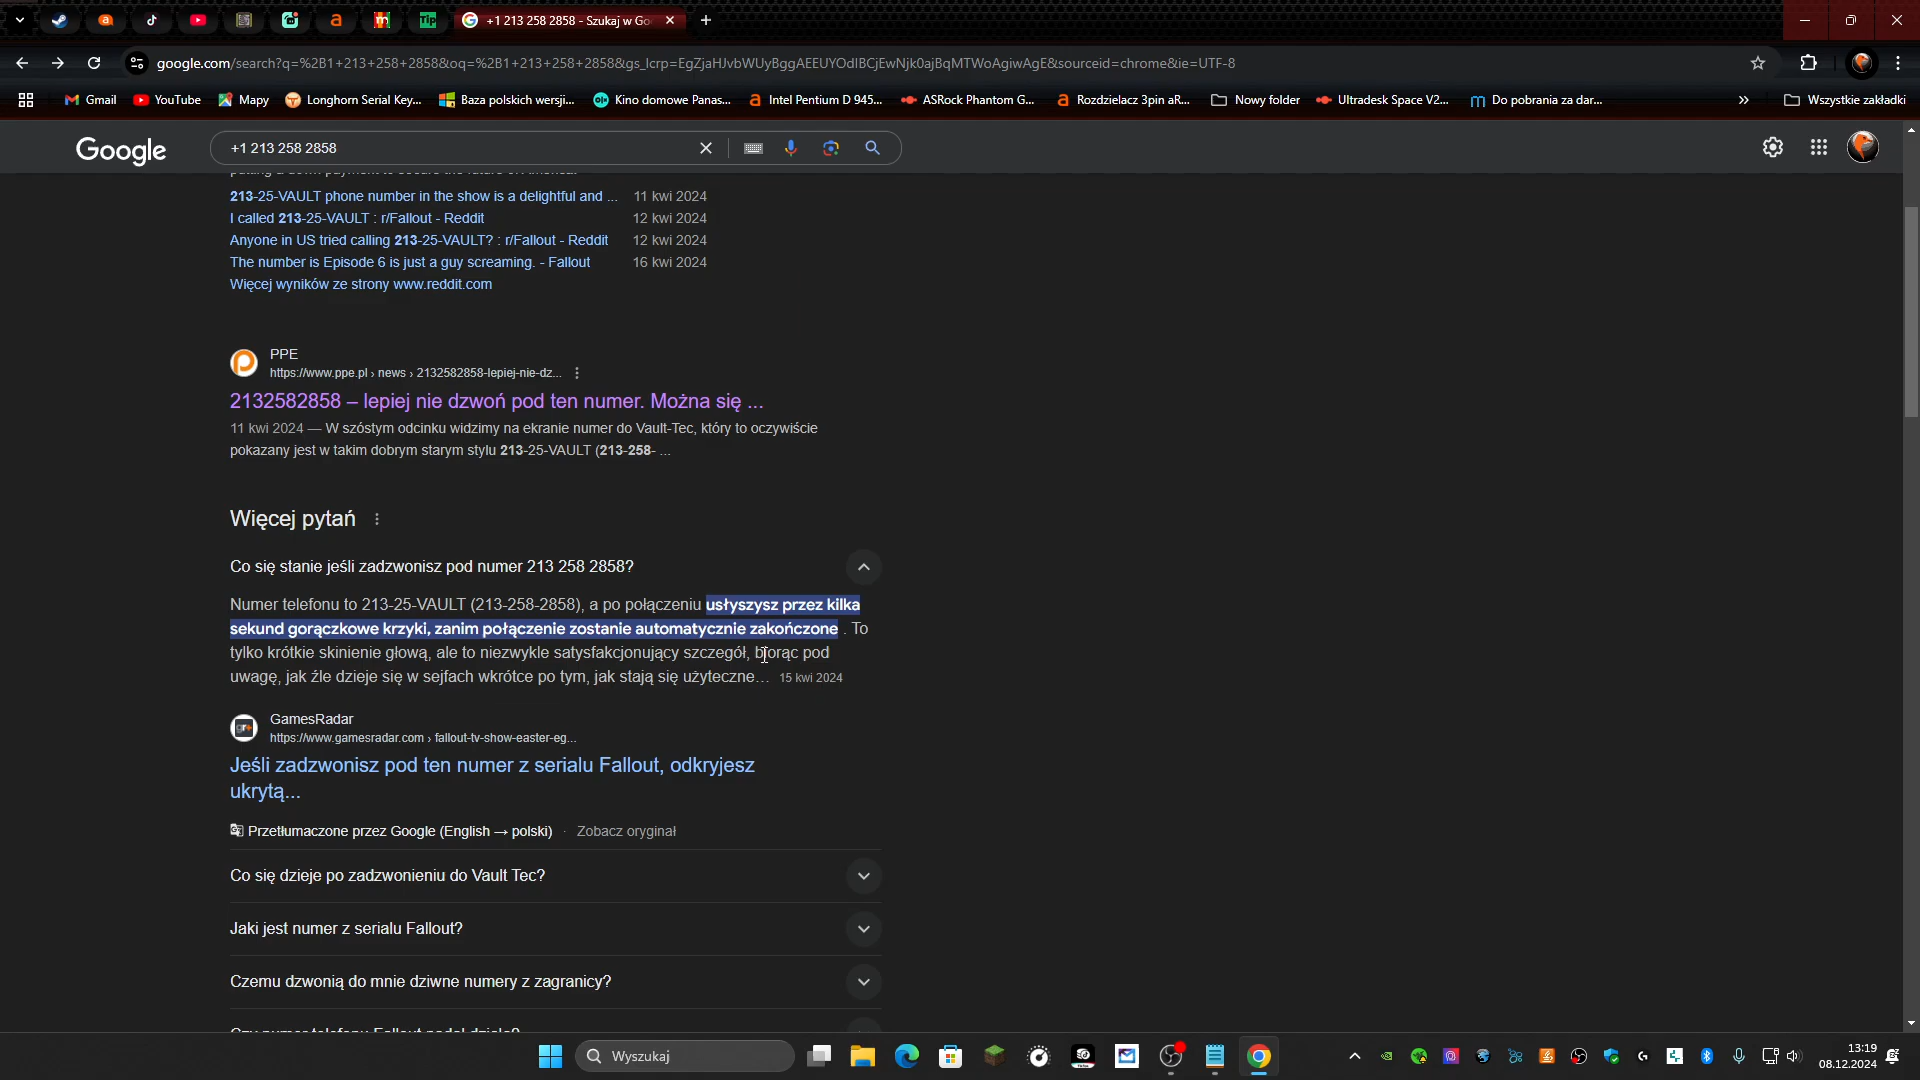 +1 213 258 2858 - Szukaj w Go
google.com/search?q=%2B1+213+258+2858&oq=%2B1+213+258+2858&gs_lcrp=EgZjaHJvbWUyBggAEEUYOdIBCjEwNjk0ajBqMTWoAgiwAgE&sourceid=chrome&ie=UTF-8
Gmail YouTube Mapy Longhorn Serial Key... Baza polskich wersji... Kino domowe Panas... Intel Pentium D 945... ASRock Phantom G... Rozdzielacz 3pin aR... Nowy folder Ultradesk Space V2... Do pobrania za dar... » Wszystkie zakładki
Google +1 213 258 2858
213-25-VAULT phone number in the show is a delightful and ... 11 kwi 2024
I called 213-25-VAULT : r/Fallout - Reddit 12 kwi 2024
Anyone in US tried calling 213-25-VAULT? : r/Fallout - Reddit 12 kwi 2024
The number is Episode 6 is just a guy screaming. - Fallout 16 kwi 2024
Więcej wyników ze strony www.reddit.com
PPE
https://www.ppe.pl › news › 2132582858-lepiej-nie-dz...
2132582858 – lepiej nie dzwoń pod ten numer. Można się ...
11 kwi 2024 — W szóstym odcinku widzimy na ekranie numer do Vault-Tec, który to oczywiście
pokazany jest w takim dobrym starym stylu 213-25-VAULT (213-258- ...
Więcej pytań
Co się stanie jeśli zadzwonisz pod numer 213 258 2858?
Numer telefonu to 213-25-VAULT (213-258-2858), a po połączeniu usłyszysz przez kilka
sekund gorączkowe krzyki, zanim połączenie zostanie automatycznie zakończone . To
tylko krótkie skinienie głową, ale to niezwykle satysfakcjonujący szczegół, biorąc pod
uwagę, jak źle dzieje się w sejfach wkrótce po tym, jak stają się użyteczne... 15 kwi 2024
GamesRadar
https://www.gamesradar.com › fallout-tv-show-easter-eg...
Jeśli zadzwonisz pod ten numer z serialu Fallout, odkryjesz
ukrytą...
Przetłumaczone przez Google (English → polski) · Zobacz oryginał
Co się dzieje po zadzwonieniu do Vault Tec?
Jaki jest numer z serialu Fallout?
Czemu dzwonią do mnie dziwne numery z zagranicy?
Wyszukaj
13:19
08.12.2024